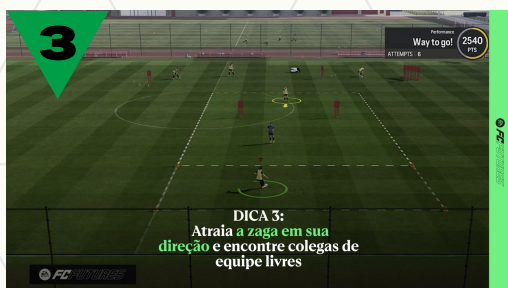 3
Performance
Way to go!
2540
PTS
ATTEMPTS : 8
FC FUTURES
DICA 3:
Atraia a zaga em sua
direção e encontre colegas de
equipe livres
FC FUTURES